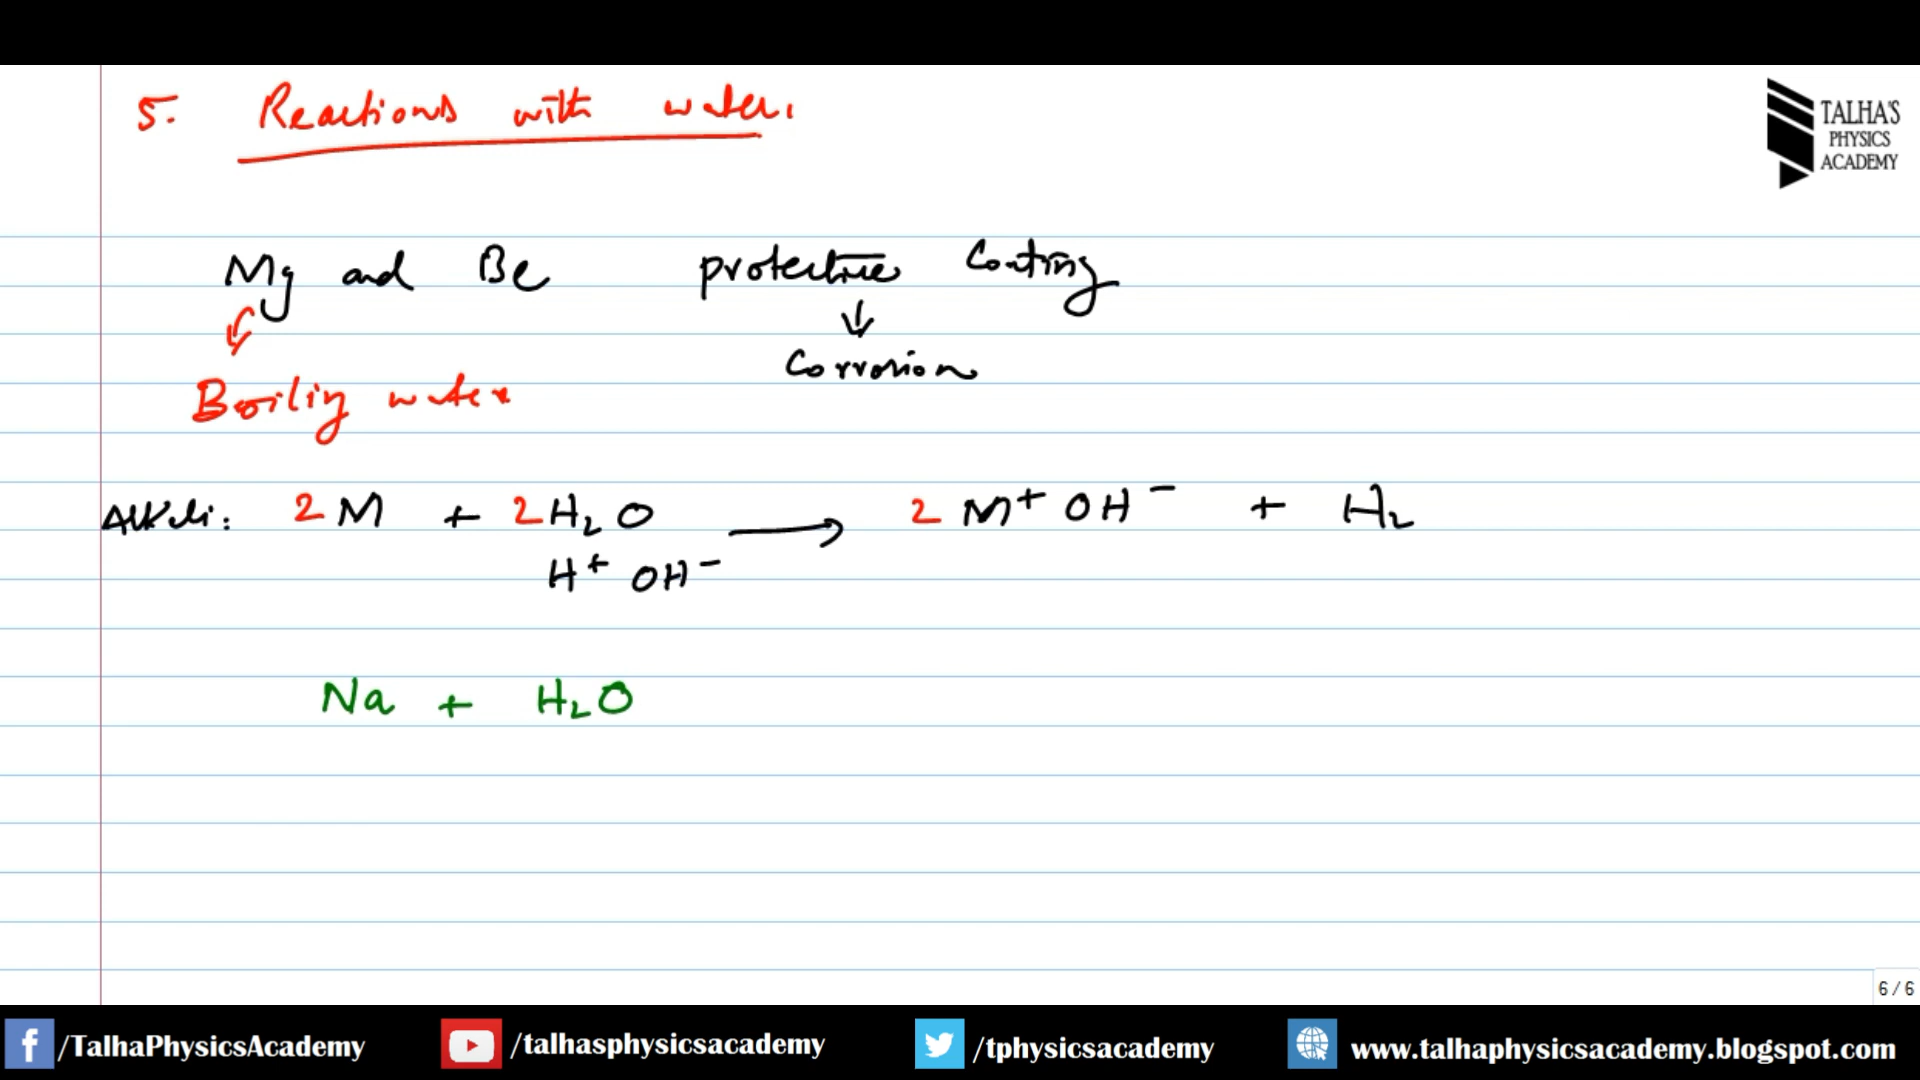 5. Reactions with water.
TALHA'S
PHYSICS
ACADEMY
Mg and Be protective Coating
Corrosion
Boiling water
Alkali: 2M + 2H₂O → 2M⁺OH⁻ + H₂
H⁺ OH⁻
Na + H₂O
6/6
/TalhaPhysicsAcademy /talhasphysicsacademy /tphysicsacademy www.talhaphysicsacademy.blogspot.com